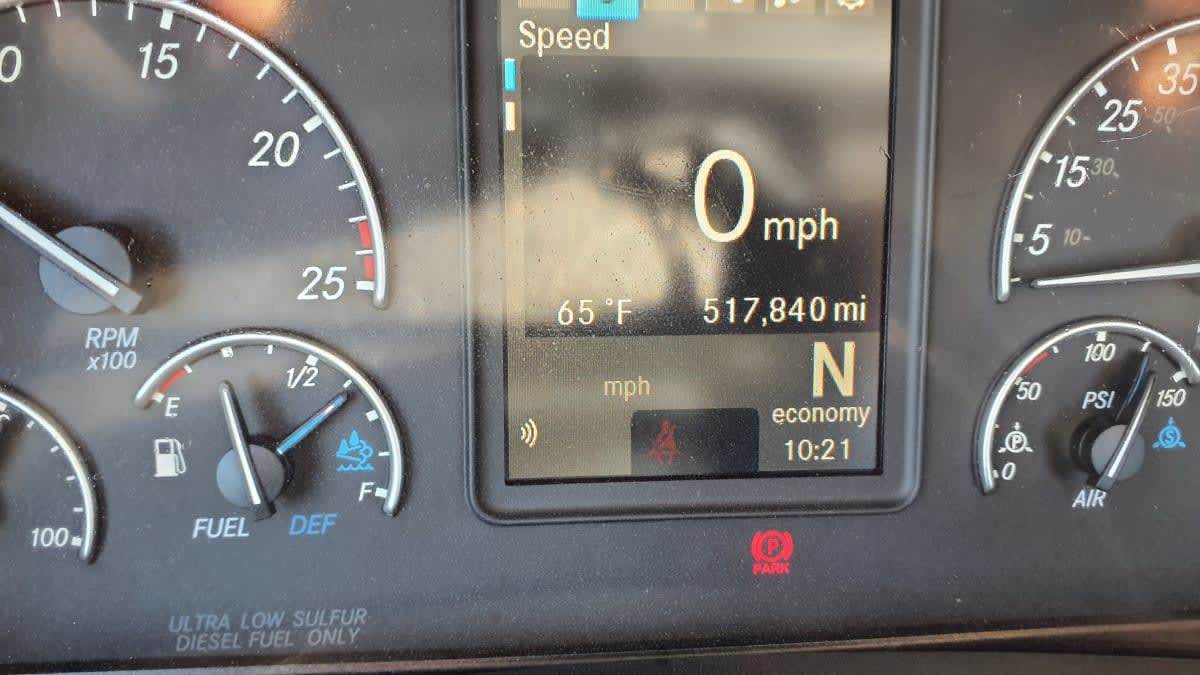 Speed
0 mph
65 °F 517,840 mi
mph
N
economy
10:21
15
20
25
RPM
x100
E
1/2
F
FUEL DEF
100
ULTRA LOW SULFUR
DIESEL FUEL ONLY
35
25
15 30
5 10
100
50
PSI
150
P
S
0
AIR
P
PARK